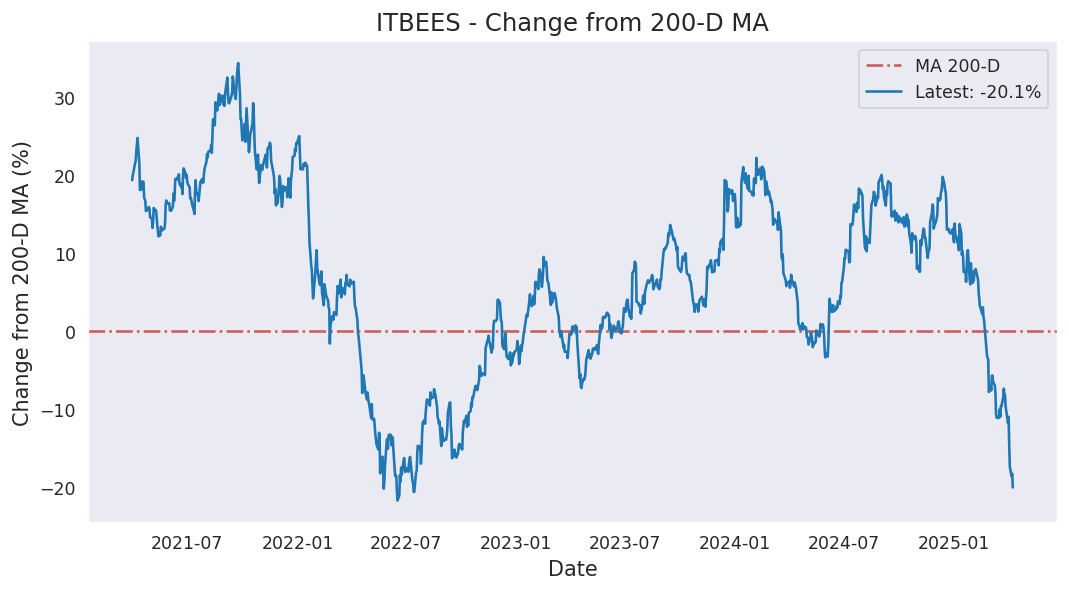 ITBEES - Change from 200-D MA
MA 200-D
Latest: -20.1%
Change from 200-D MA (%)
30
20
10
0
−10
−20
2021-07
2022-01
2022-07
2023-01
2023-07
2024-01
2024-07
2025-01
Date